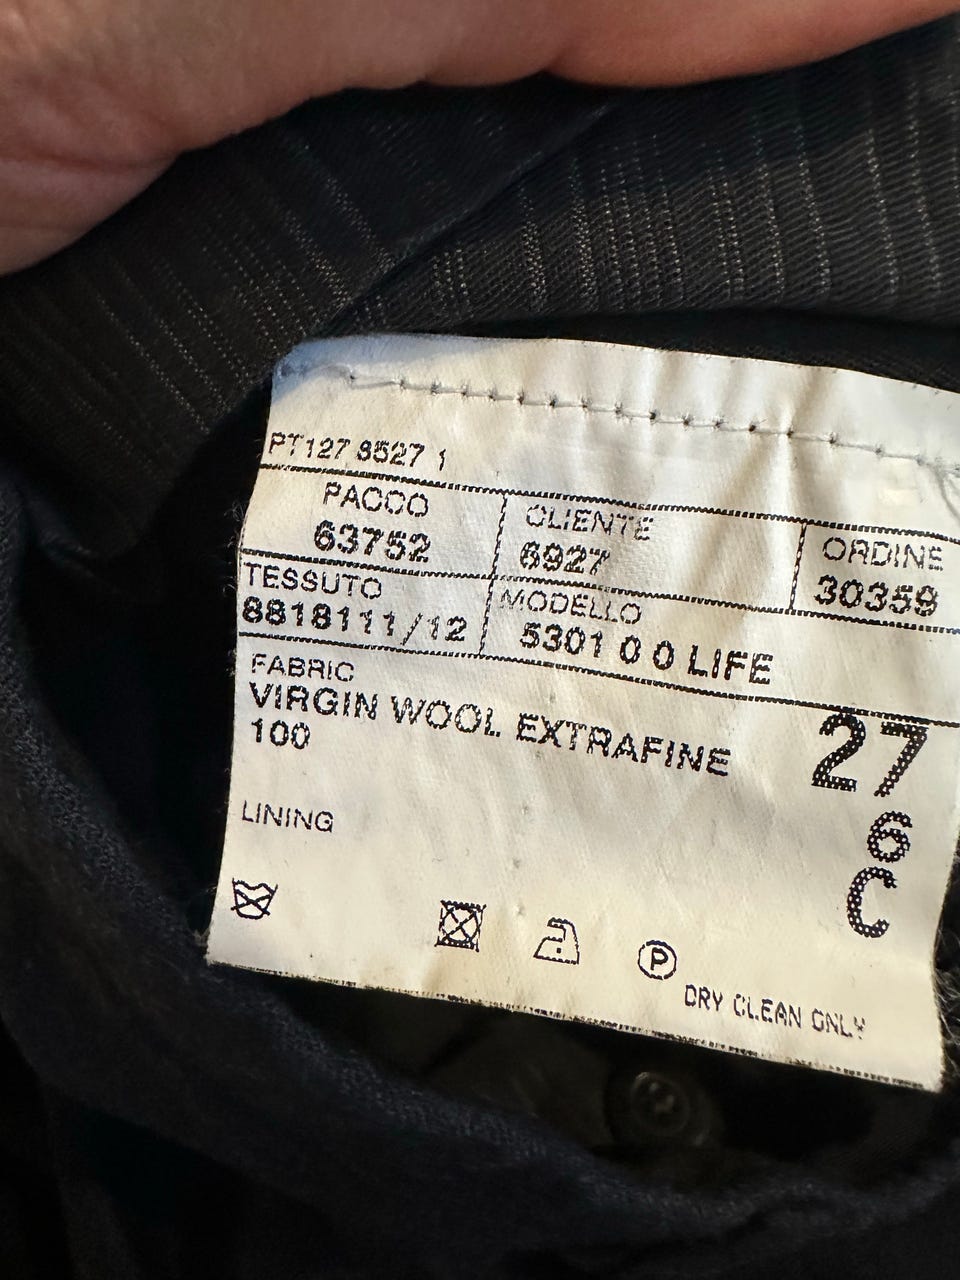 PT127 8527 1
PACCO CLIENTE ORDINE
63752 6927 30359
TESSUTO MODELLO
8818111/12 5301 0 0 LIFE
FABRIC
VIRGIN WOOL EXTRAFINE
100
27
6
C
LINING
P
DRY CLEAN ONLY